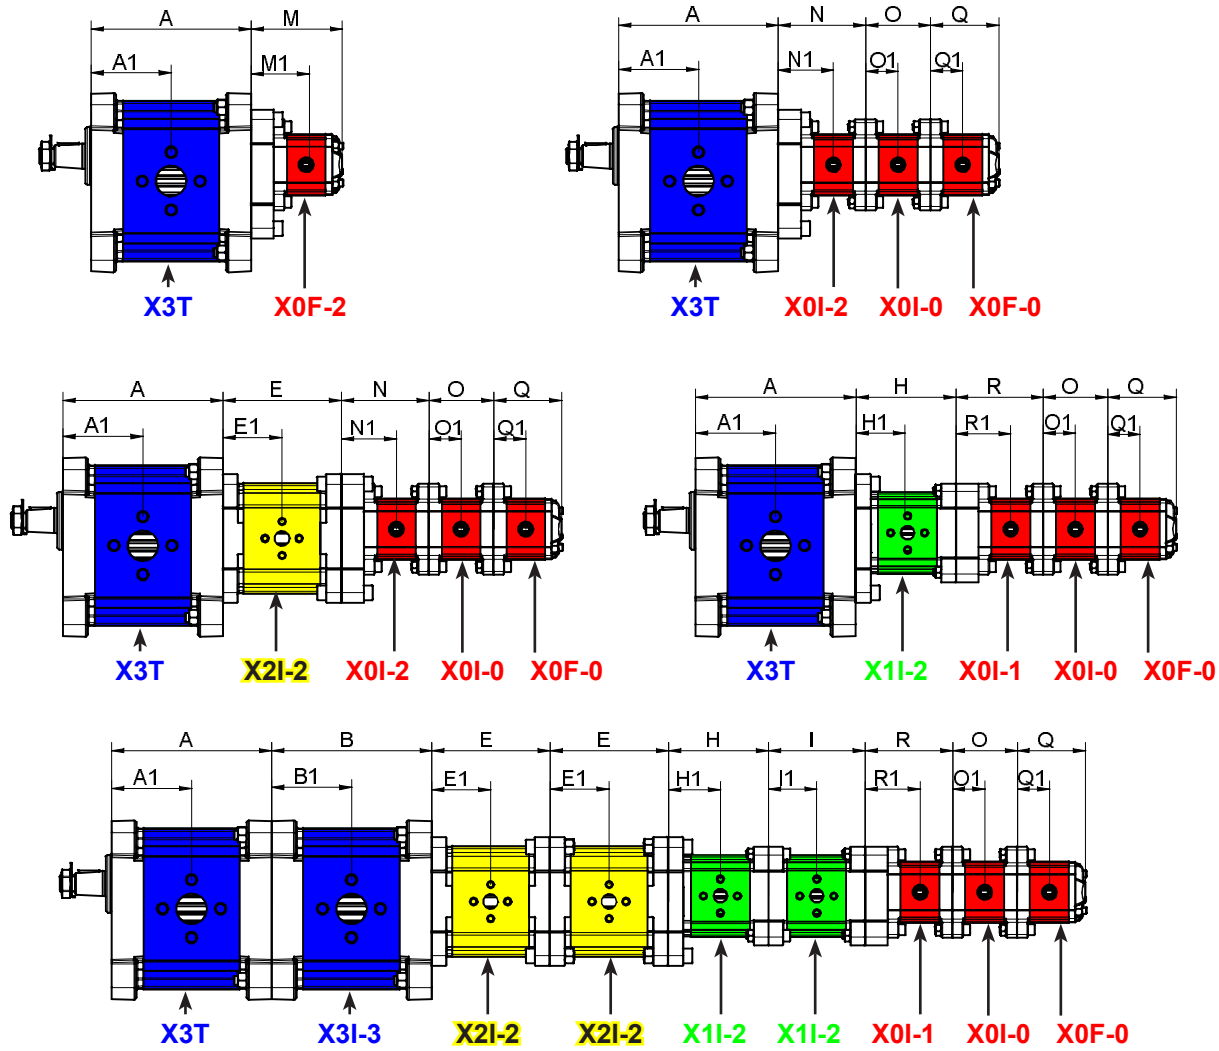 A M
A1 M1
X3T X0F-2
A N O Q
A1 N1 O1 Q1
X3T X0I-2 X0I-0 X0F-0
A E N O Q
A1 E1 N1 O1 Q1
X3T X2I-2 X0I-2 X0I-0 X0F-0
A H R O Q
A1 H1 R1 O1 Q1
X3T X1I-2 X0I-1 X0I-0 X0F-0
A B E E H I R O Q
A1 B1 E1 E1 H1 I1 R1 O1 Q1
X3T X3I-3 X2I-2 X2I-2 X1I-2 X1I-2 X0I-1 X0I-0 X0F-0